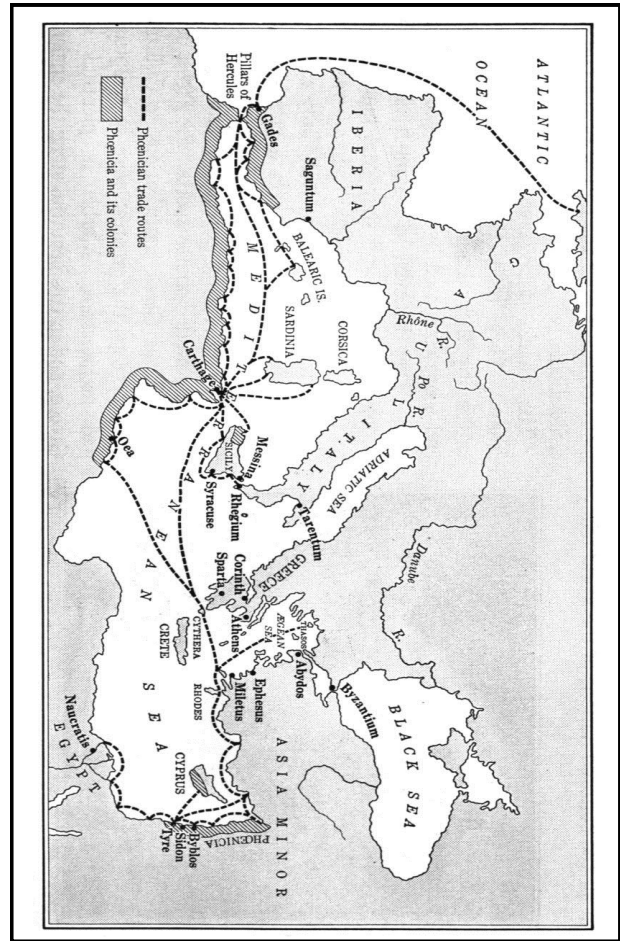 ATLANTIC
OCEAN
Pillars of
Hercules
Gades
IBERIA
Saguntum
BALEARIC IS.
GAUL
Rhône R.
Po R.
CORSICA
SARDINIA
ITALY
ADRIATIC SEA
Danube R.
BLACK SEA
Byzantium
Abydos
THASOS
ÆGEAN
SEA
GREECE
Tarentum
Messina
Rhegium
SICILY
Syracuse
Corinth
Athens
Sparta
Ephesus
Miletus
ASIA MINOR
CYTHERA
CRETE
RHODES
CYPRUS
PHŒNICIA
Byblos
Sidon
Tyre
MEDITERRANEAN SEA
Carthage
Oea
Naucratis
EGYPT
Phœnician trade routes
Phœnicia and its colonies